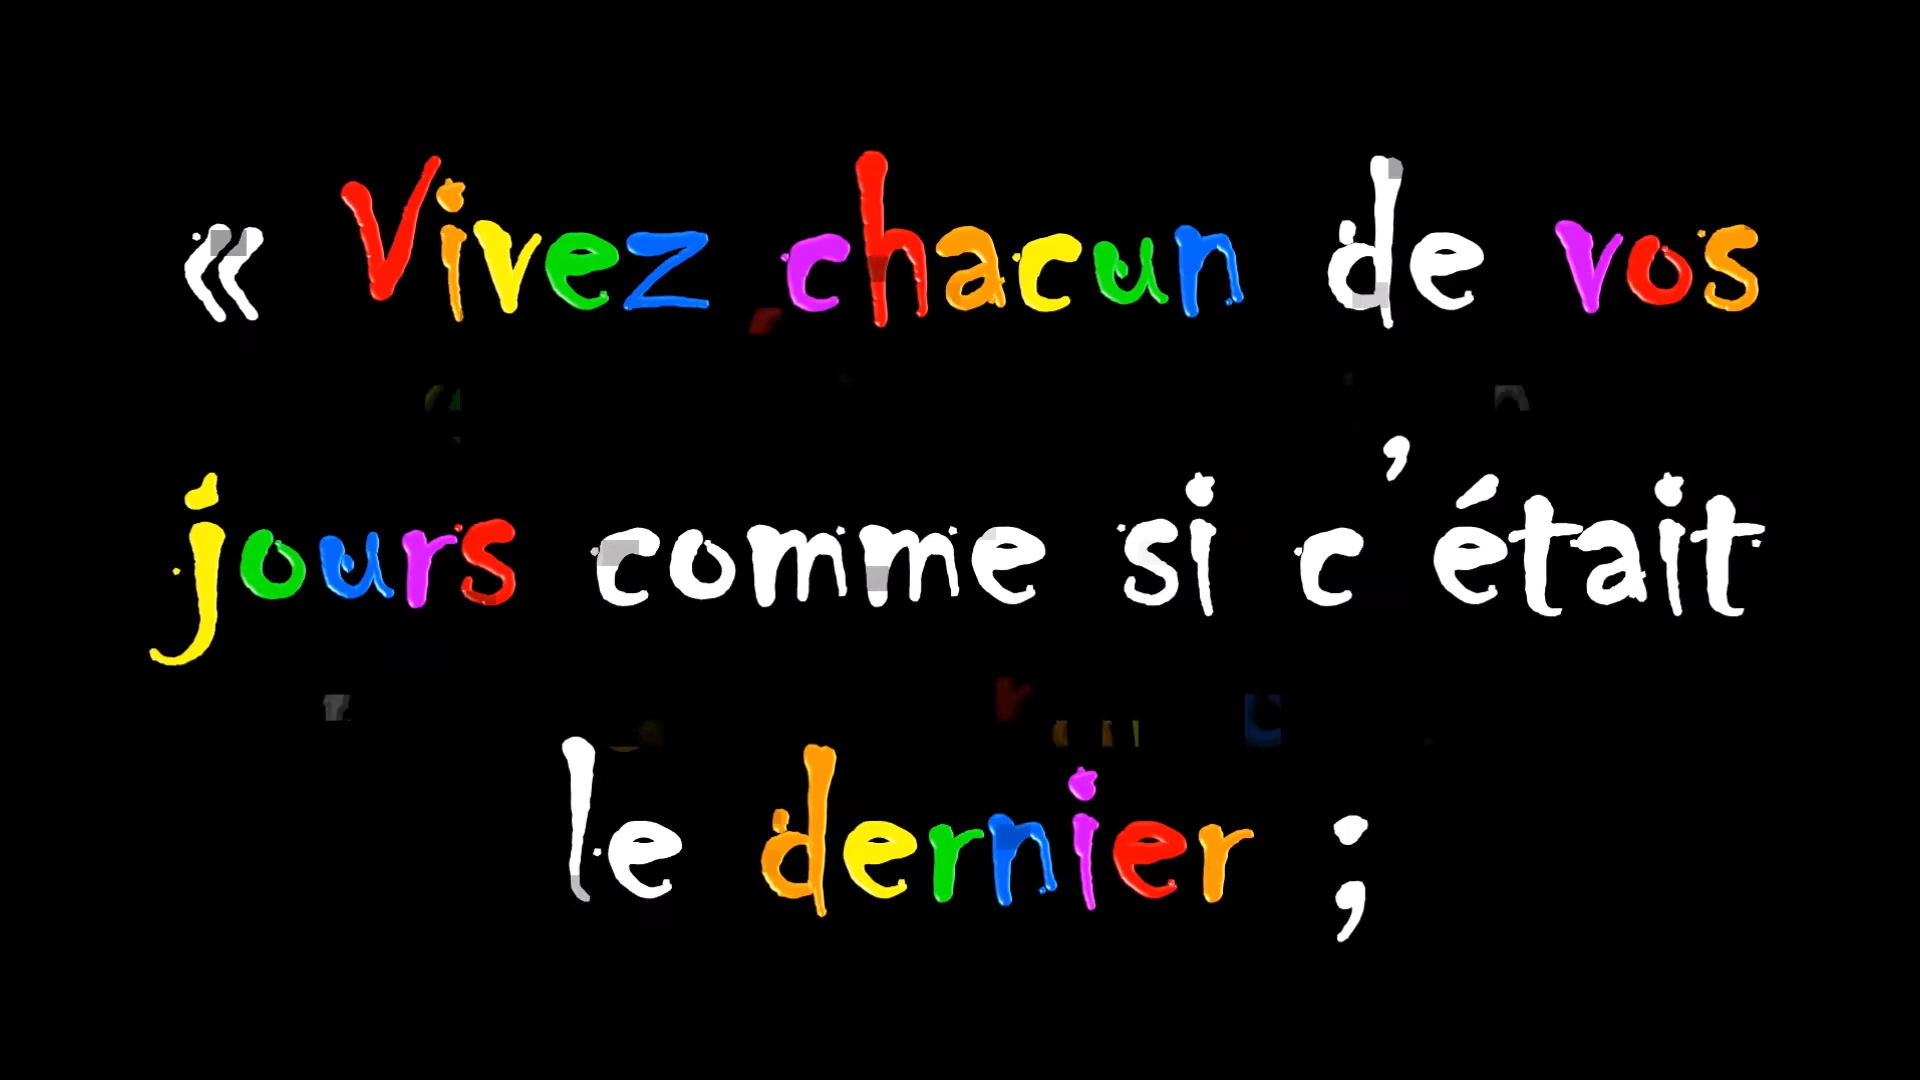 « Vivez chacun de vos
jours comme si c’était
le dernier ;